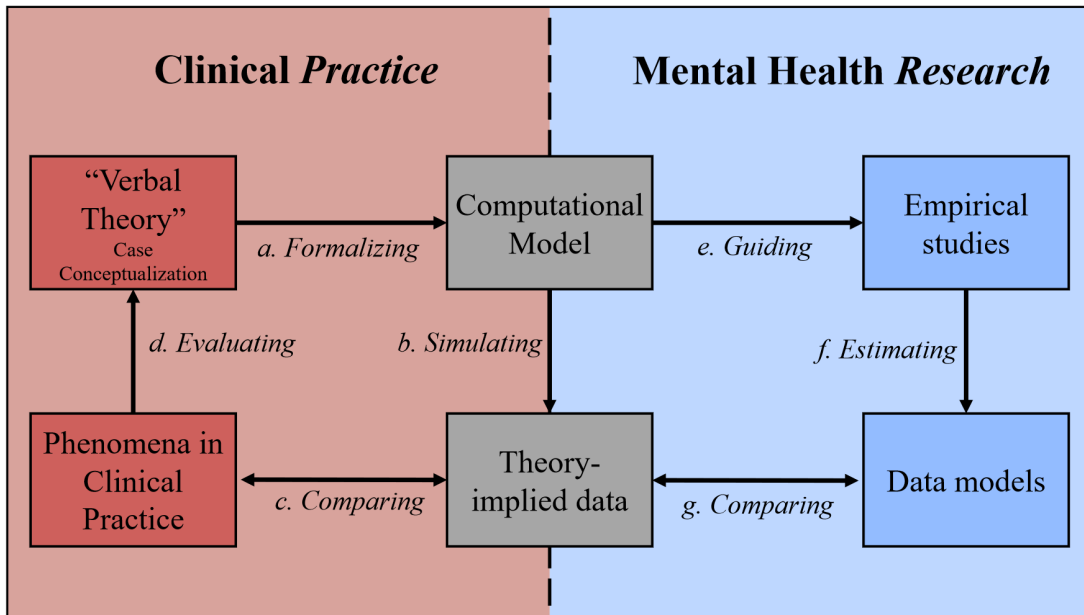 Clinical Practice
Mental Health Research
“Verbal
Theory”
Case
Conceptualization
a. Formalizing
Computational
Model
e. Guiding
Empirical
studies
d. Evaluating
b. Simulating
f. Estimating
Phenomena in
Clinical
Practice
c. Comparing
Theory-
implied data
g. Comparing
Data models